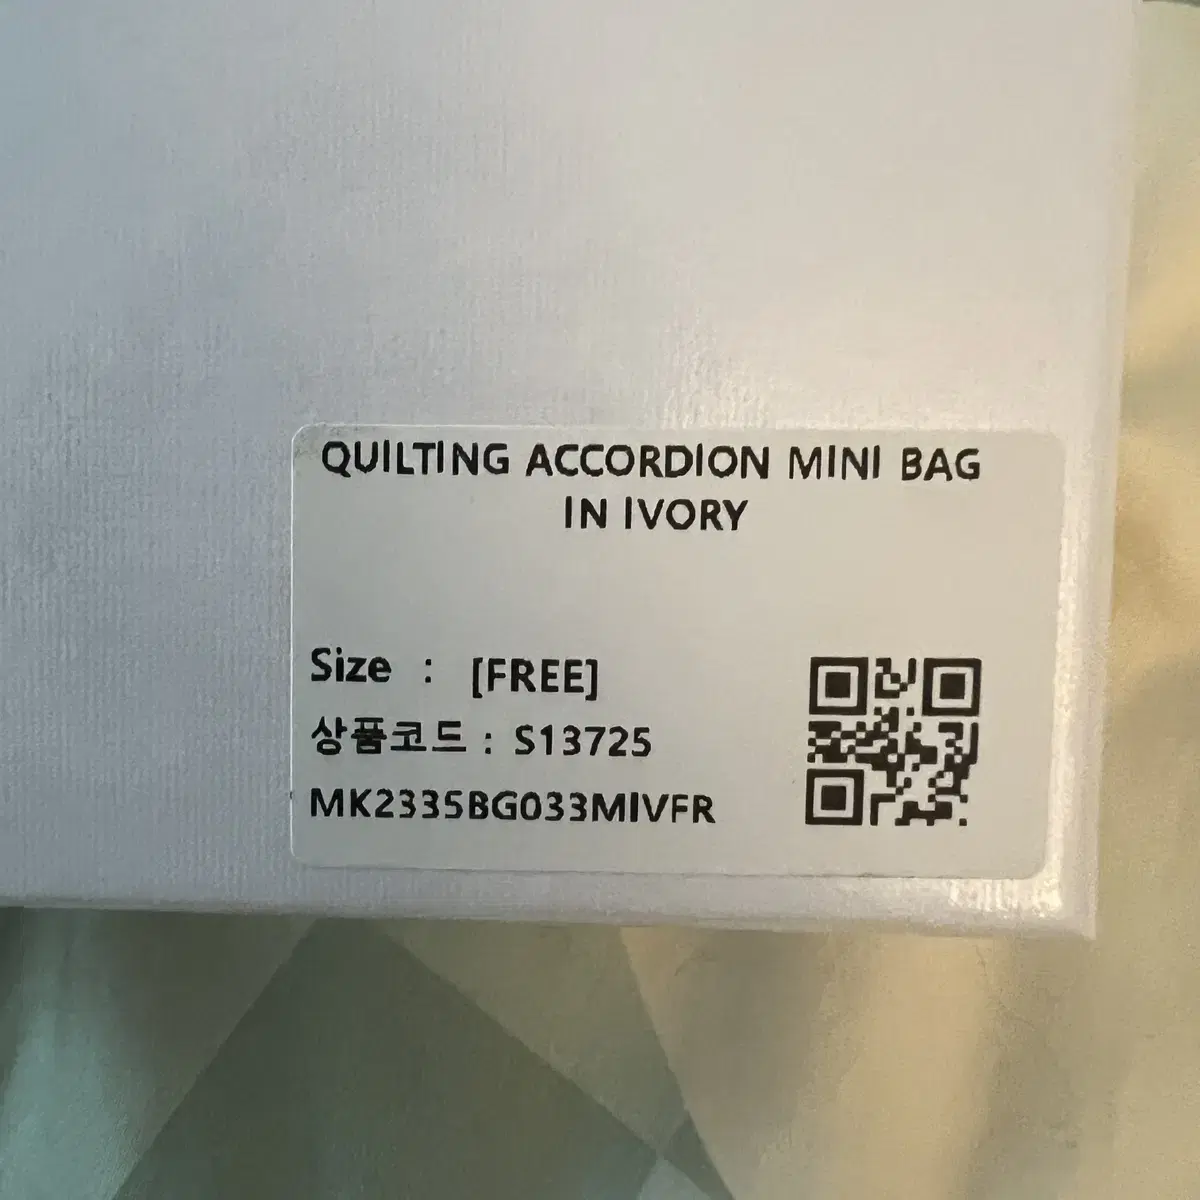 QUILTING ACCORDION MINI BAG
IN IVORY
Size : [FREE]
상품코드 : S13725
MK2335BG033MIVFR